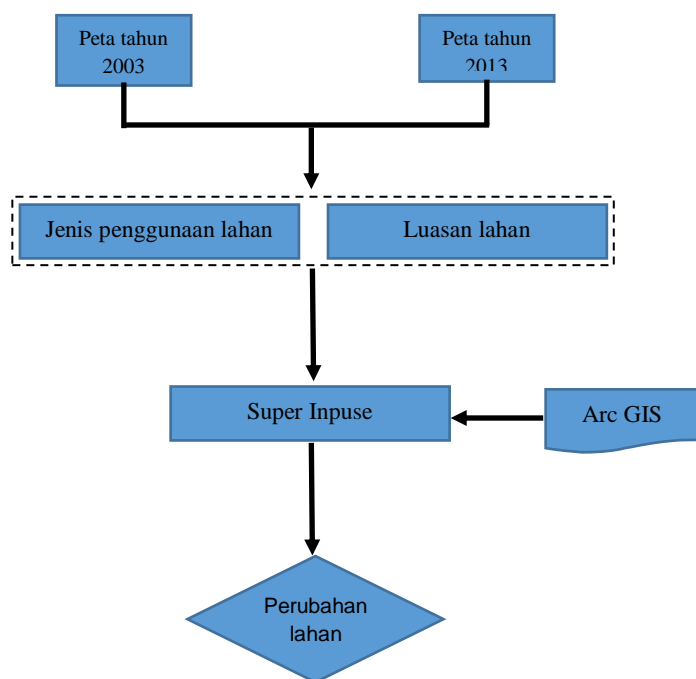 Peta tahun
2003
Peta tahun
2013
Jenis penggunaan lahan
Luasan lahan
Super Inpuse
Arc GIS
Perubahan
lahan